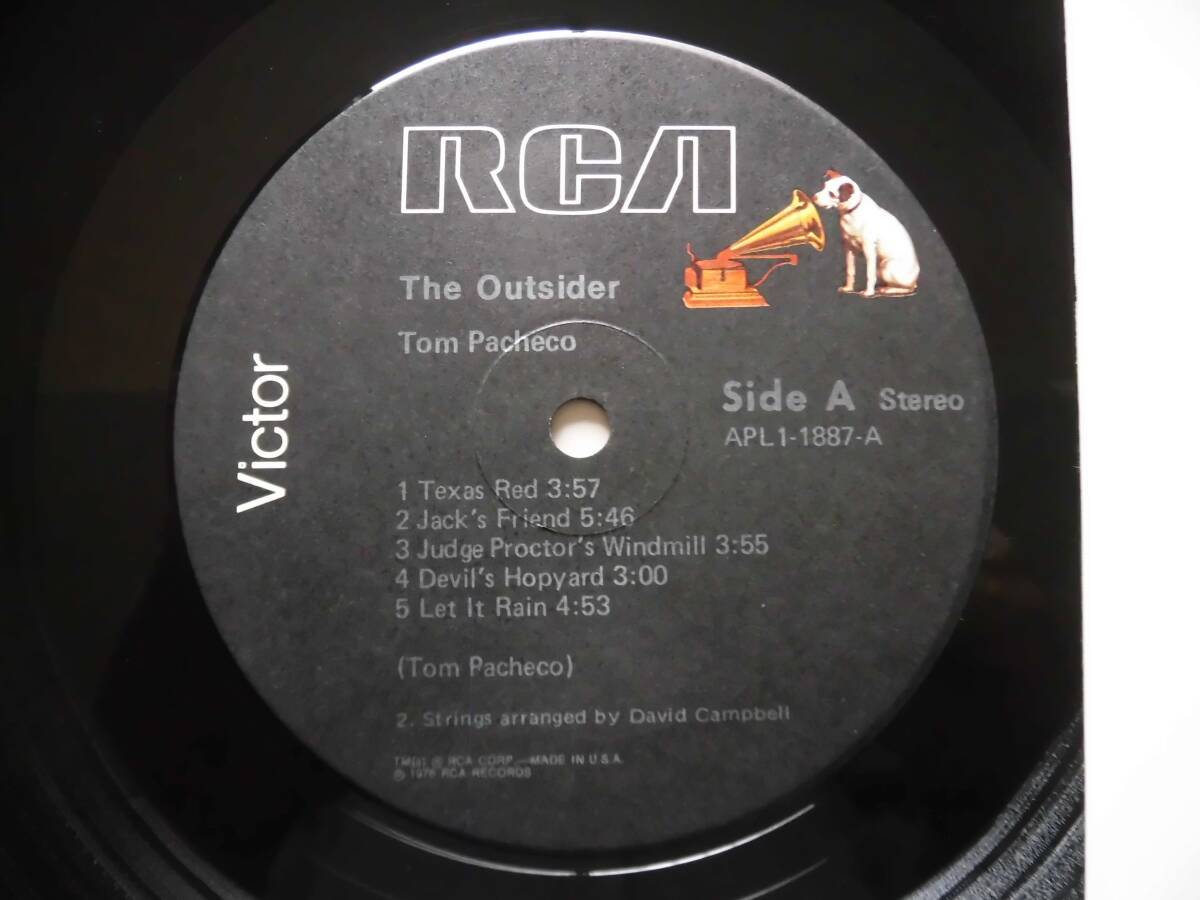 RCA
The Outsider
Tom Pacheco
Victor
Side A Stereo
APL1-1887-A
1 Texas Red 3:57
2 Jack's Friend 5:46
3 Judge Proctor's Windmill 3:55
4 Devil's Hopyard 3:00
5 Let It Rain 4:53
(Tom Pacheco)
2. Strings arranged by David Campbell
TM(s) ® RCA CORP.—MADE IN U.S.A.
℗ 1976 RCA RECORDS